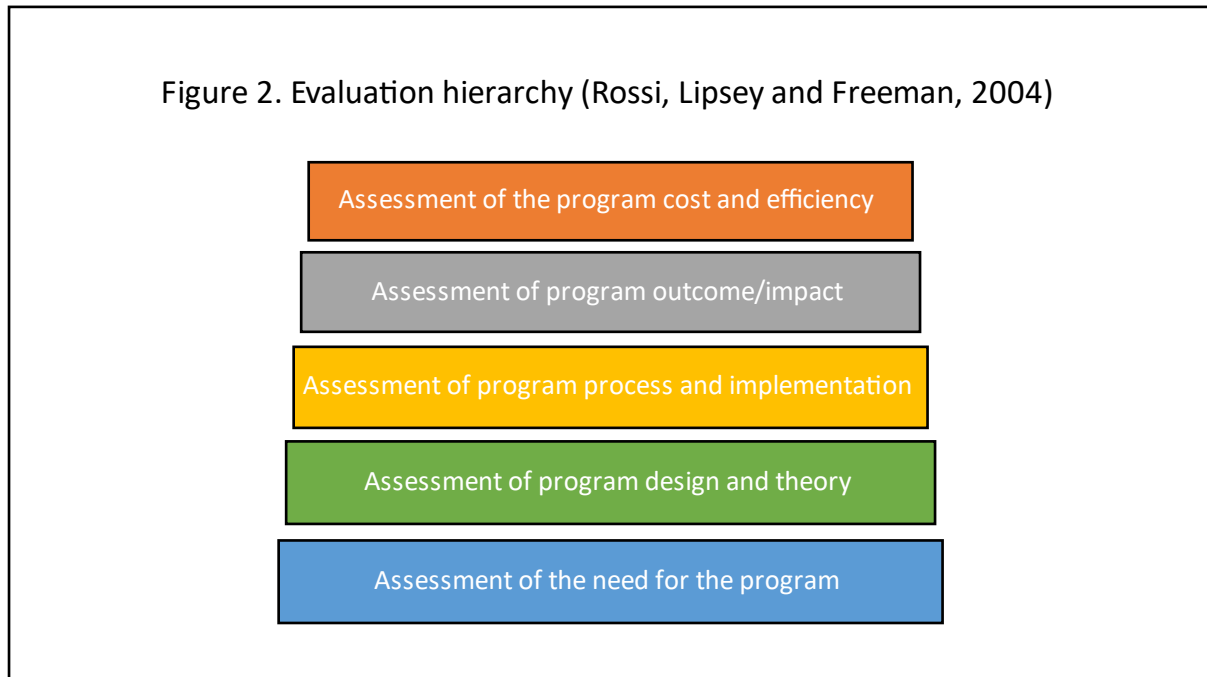 Figure 2. Evaluation hierarchy (Rossi, Lipsey and Freeman, 2004)
Assessment of the program cost and efficiency
Assessment of program outcome/impact
Assessment of program process and implementation
Assessment of program design and theory
Assessment of the need for the program